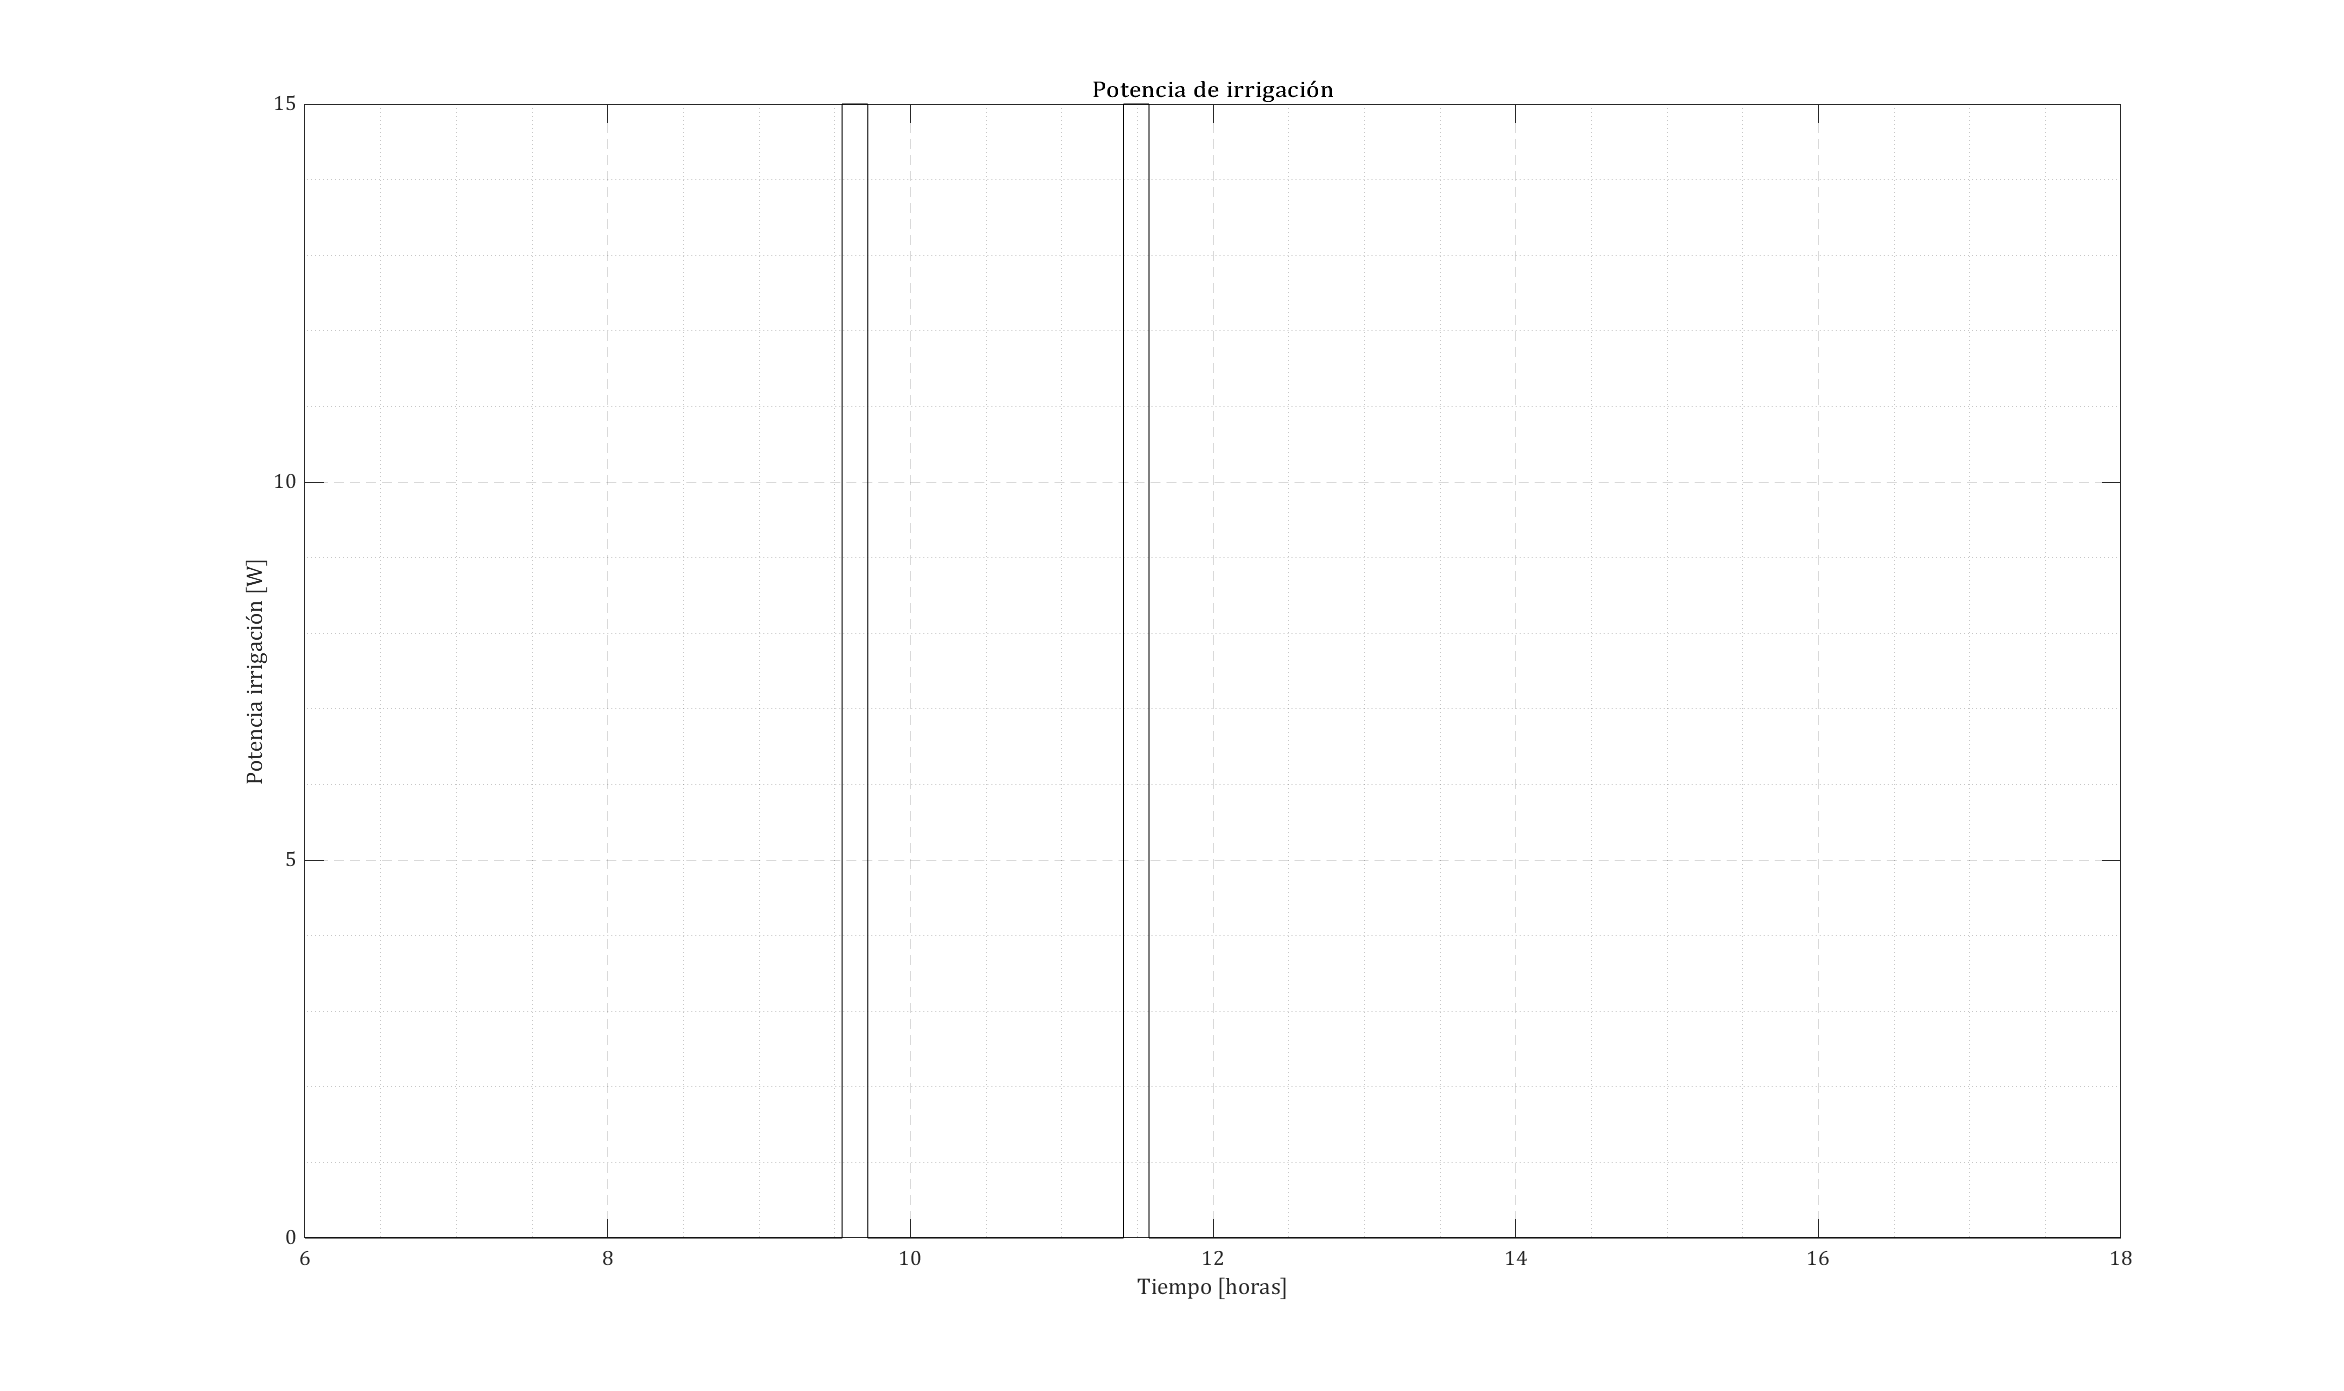 Potencia de irrigación
15
10
5
0
Potencia irrigación [W]
6 8 10 12 14 16 18
Tiempo [horas]